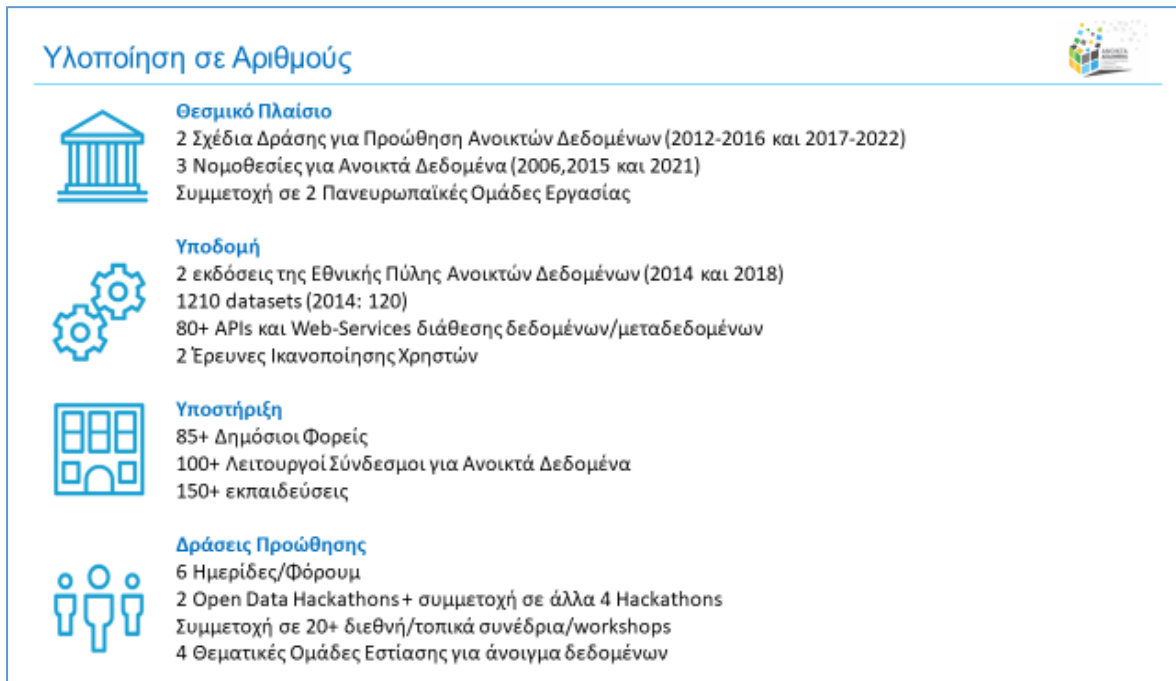 Υλοποίηση σε Αριθμούς
Θεσμικό Πλαίσιο
2 Σχέδια Δράσης για Προώθηση Ανοικτών Δεδομένων (2012-2016 και 2017-2022)
3 Νομοθεσίες για Ανοικτά Δεδομένα (2006,2015 και 2021)
Συμμετοχή σε 2 Πανευρωπαϊκές Ομάδες Εργασίας
Υποδομή
2 εκδόσεις της Εθνικής Πύλης Ανοικτών Δεδομένων (2014 και 2018)
1210 datasets (2014: 120)
80+ APIs και Web-Services διάθεσης δεδομένων/μεταδεδομένων
2 Έρευνες Ικανοποίησης Χρηστών
Υποστήριξη
85+ Δημόσιοι Φορείς
100+ Λειτουργοί Σύνδεσμοι για Ανοικτά Δεδομένα
150+ εκπαιδεύσεις
Δράσεις Προώθησης
6 Ημερίδες/Φόρουμ
2 Open Data Hackathons + συμμετοχή σε άλλα 4 Hackathons
Συμμετοχή σε 20+ διεθνή/τοπικά συνέδρια/workshops
4 Θεματικές Ομάδες Εστίασης για άνοιγμα δεδομένων